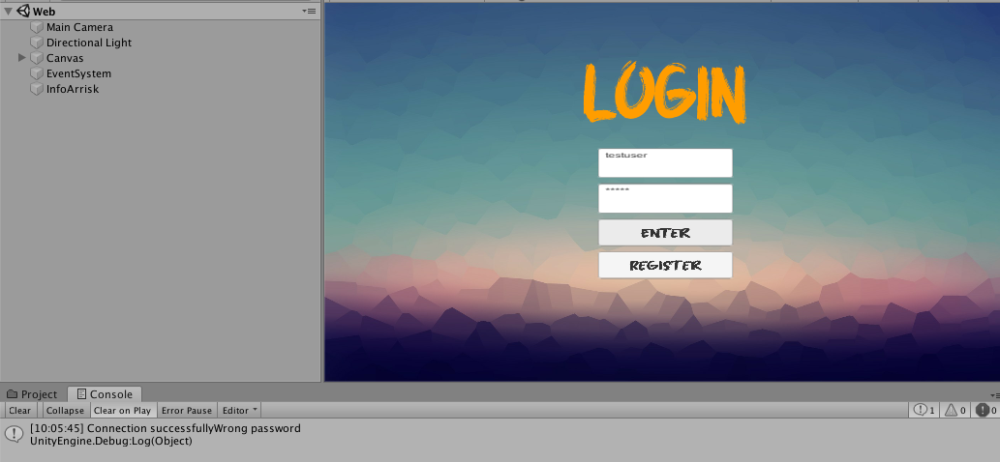 Web
Main Camera
Directional Light
Canvas
EventSystem
InfoArrisk
LOGIN
testuser
*****
ENTER
REGISTER
Project Console
Clear Collapse Clear on Play Error Pause Editor 1 0 0
[10:05:45] Connection successfullyWrong password
UnityEngine.Debug:Log(Object)